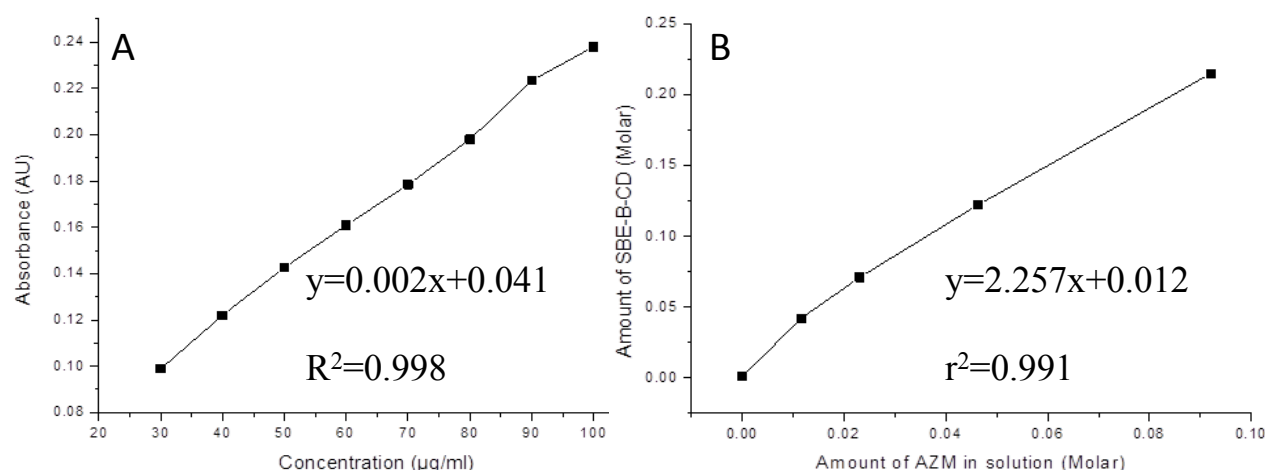 A
Absorbance (AU)
0.24
0.22
0.20
0.18
0.16
0.14
0.12
0.10
0.08
y=0.002x+0.041
R²=0.998
20 30 40 50 60 70 80 90 100
Concentration (µg/ml)
B
Amount of SBE-B-CD (Molar)
0.25
0.20
0.15
0.10
0.05
0.00
y=2.257x+0.012
r²=0.991
0.00 0.02 0.04 0.06 0.08 0.10
Amount of AZM in solution (Molar)